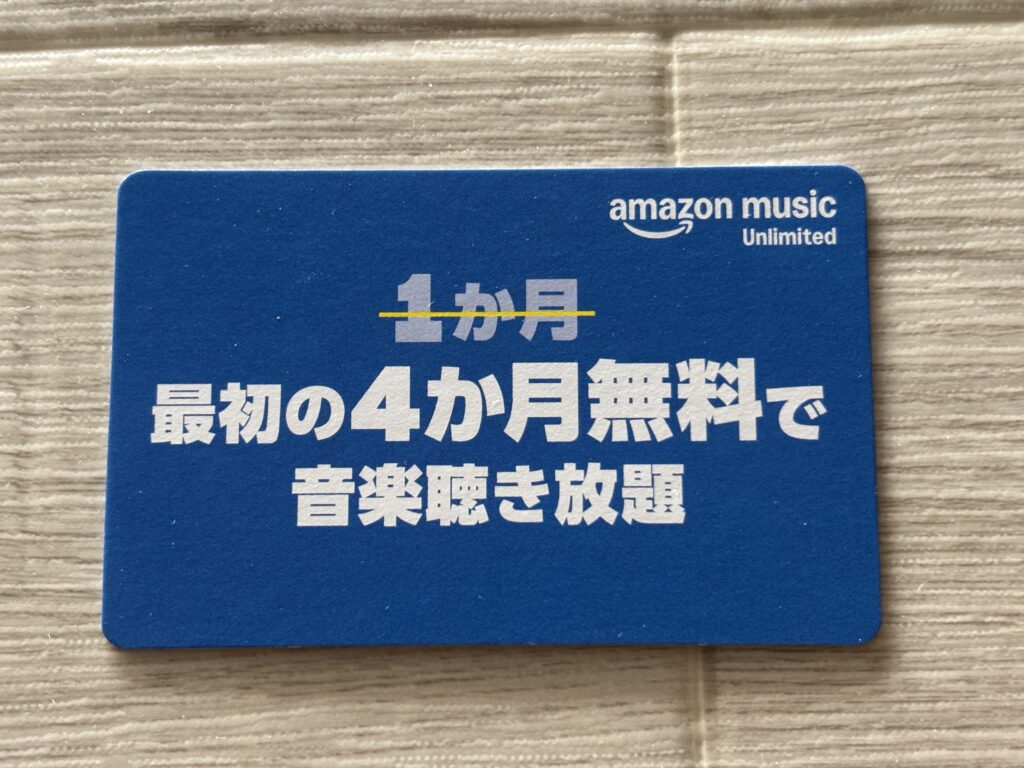 amazon music
Unlimited
1か月
最初の4か月無料で
音楽聴き放題